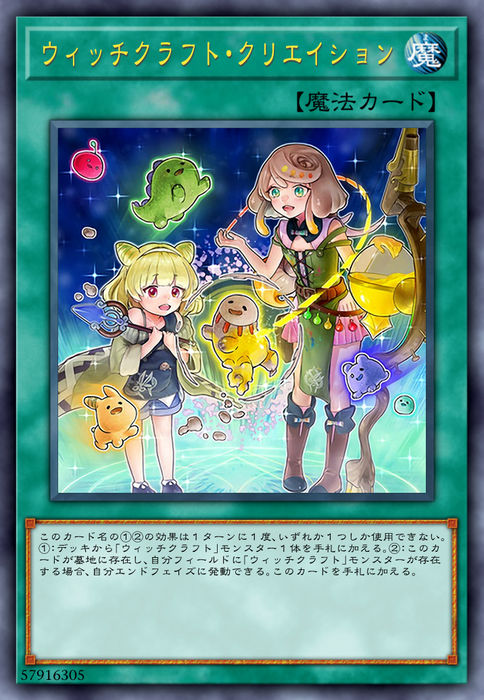 ウィッチクラフト・クリエイション
魔
【魔法カード】
このカード名の①②の効果は１ターンに１度、いずれか１つしか使用できない。
①：デッキから「ウィッチクラフト」モンスター１体を手札に加える。②：このカ
ードが墓地に存在し、自分フィールドに「ウィッチクラフト」モンスターが存在
する場合、自分エンドフェイズに発動できる。このカードを手札に加える。
57916305